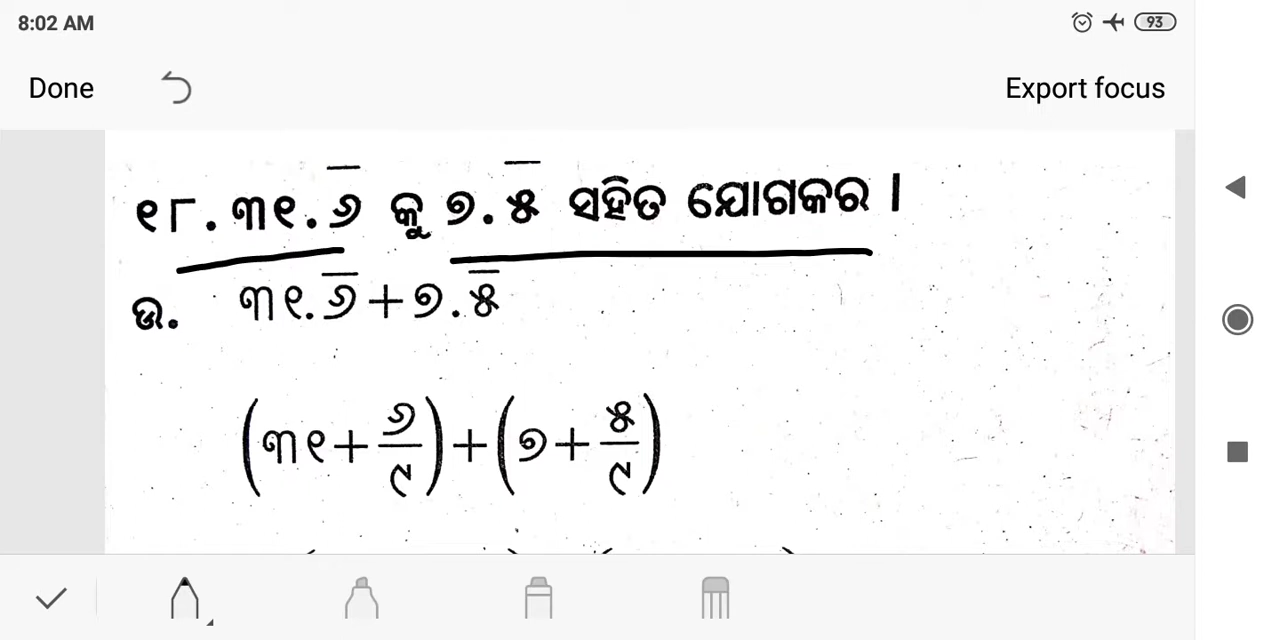 8:02 AM
93
Done
Export focus
୧୮. ୩୧.୬̅ କୁ ୭.୫̅ ସହିତ ଯୋଗକର ।
ଉ. ୩୧.୬̅ + ୭.୫̅
(୩୧ + ୬/୯) + (୭ + ୫/୯)